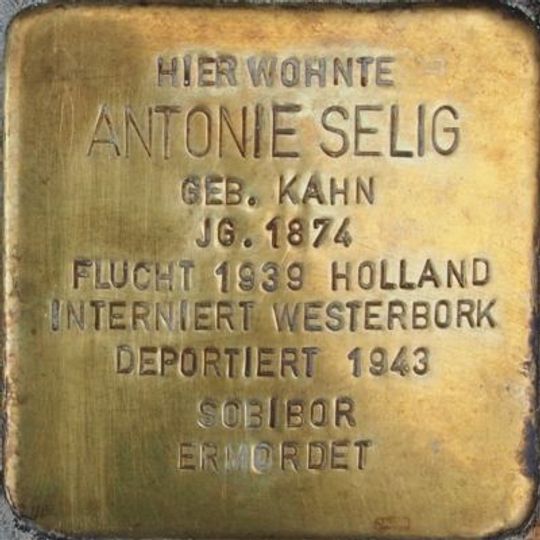 HIER WOHNTE
ANTONIE SELIG
GEB. KAHN
JG. 1874
FLUCHT 1939 HOLLAND
INTERNIERT WESTERBORK
DEPORTIERT 1943
SOBIBOR
ERMORDET